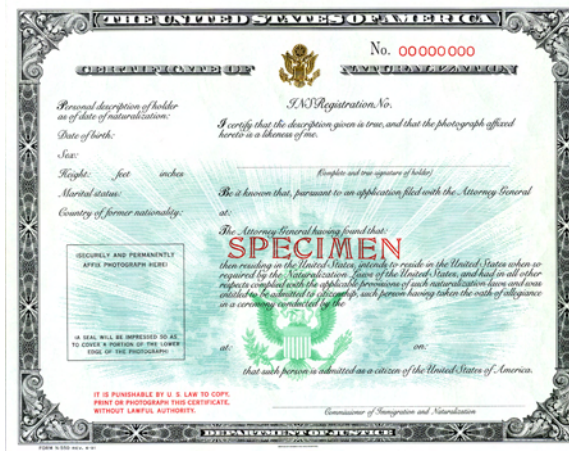 THE UNITED STATES OF AMERICA
No. 00000000
CERTIFICATE OF NATURALIZATION
Personal description of holder
as of date of naturalization:
Date of birth:
Sex:
Height: feet inches
Marital status:
Country of former nationality:
INS Registration No.
I certify that the description given is true, and that the photograph affixed
hereto is a likeness of me.
(Complete and true signature of holder)
Be it known that, pursuant to an application filed with the Attorney General
at:
The Attorney General having found that:
SPECIMEN
then residing in the United States, intends to reside in the United States when so
required by the Naturalization Laws of the United States, and had in all other
respects complied with the applicable provisions of such naturalization laws and was
entitled to be admitted to citizenship, such person having taken the oath of allegiance
in a ceremony conducted by the
at: on:
that such person is admitted as a citizen of the United States of America.
(SECURELY AND PERMANENTLY
AFFIX PHOTOGRAPH HERE)
(A SEAL WILL BE IMPRESSED SO AS
TO COVER A PORTION OF THE LOWER
EDGE OF THE PHOTOGRAPH)
IT IS PUNISHABLE BY U. S. LAW TO COPY,
PRINT OR PHOTOGRAPH THIS CERTIFICATE,
WITHOUT LAWFUL AUTHORITY.
Commissioner of Immigration and Naturalization
DEPARTMENT OF JUSTICE